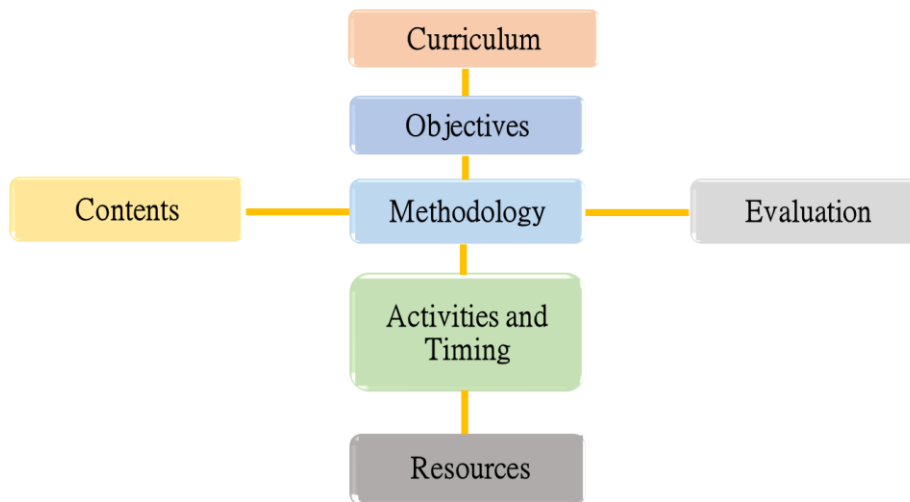 Curriculum
Objectives
Contents
Methodology
Evaluation
Activities and
Timing
Resources